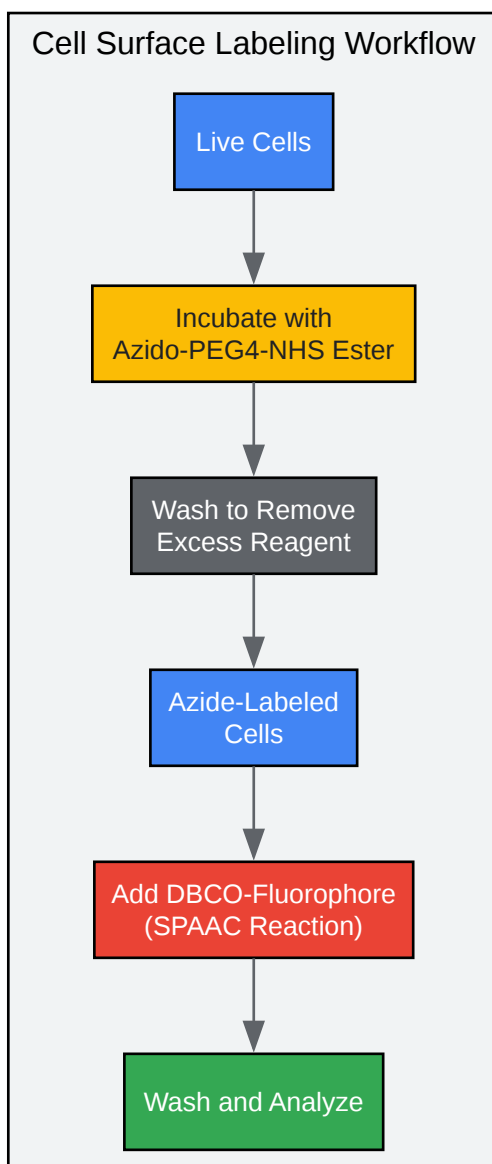 Cell Surface Labeling Workflow
Live Cells
Incubate with
Azido-PEG4-NHS Ester
Wash to Remove
Excess Reagent
Azide-Labeled
Cells
Add DBCO-Fluorophore
(SPAAC Reaction)
Wash and Analyze